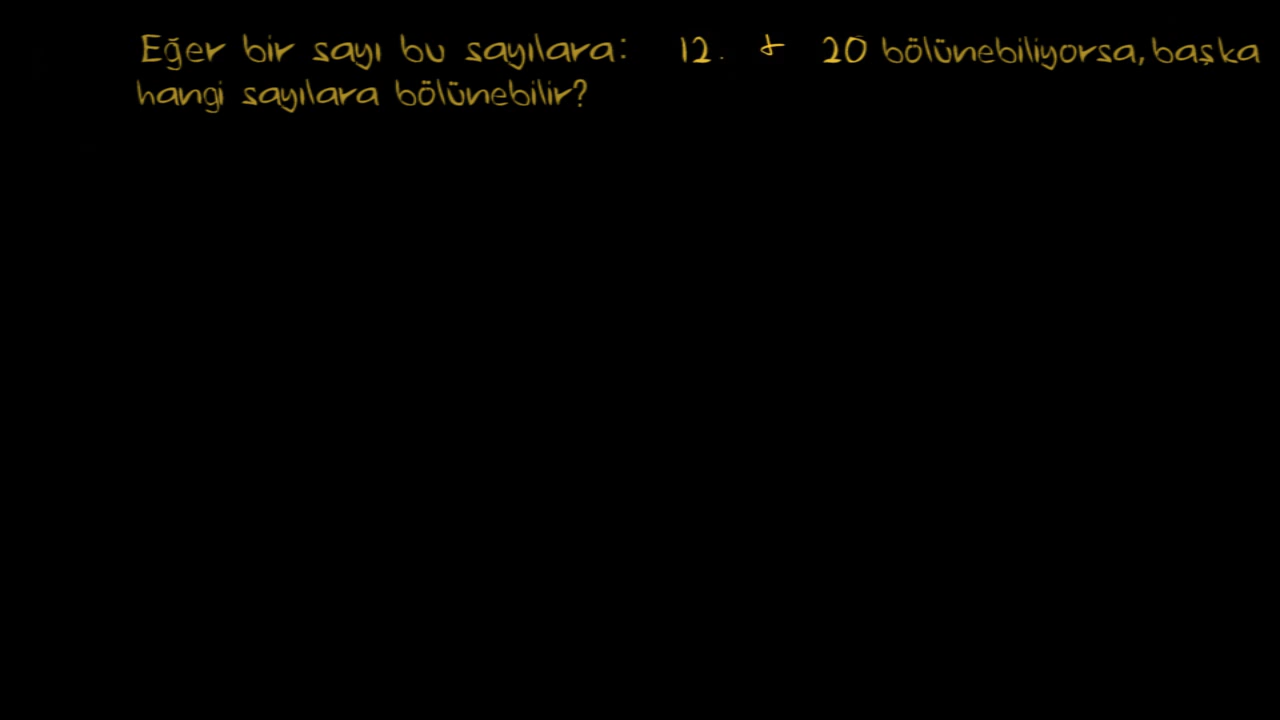 Eğer bir sayı bu sayılara: 12. + 20 bölünebiliyorsa, başka
hangi sayılara bölünebilir?